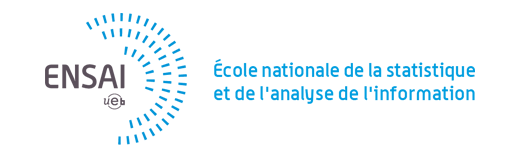 ENSAI
ueb
École nationale de la statistique
et de l'analyse de l'information